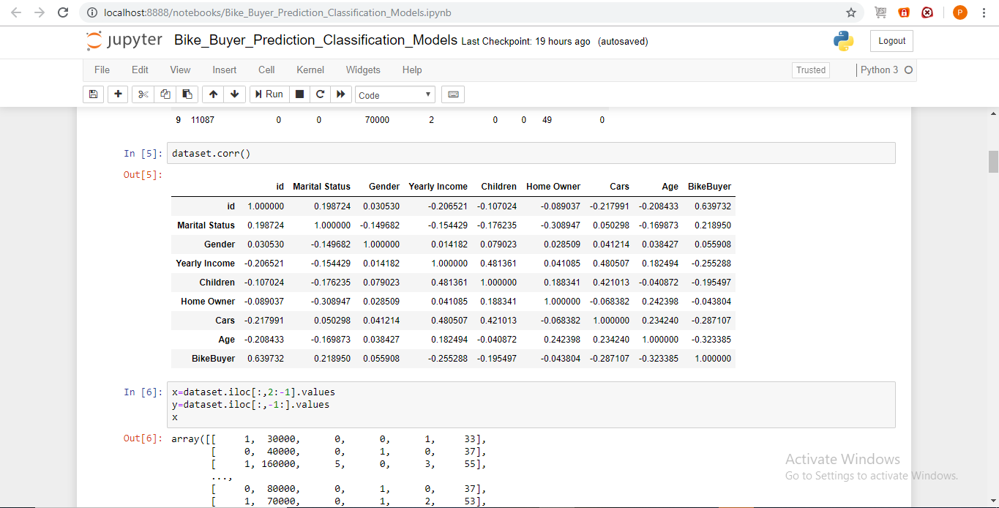 localhost:8888/notebooks/Bike_Buyer_Prediction_Classification_Models.ipynb
P
jupyter Bike_Buyer_Prediction_Classification_Models Last Checkpoint: 19 hours ago (autosaved)
Logout
File Edit View Insert Cell Kernel Widgets Help Trusted Python 3
Run Code
9 11087 0 0 70000 2 0 0 49 0
In [5]: dataset.corr()
Out[5]:
id Marital Status Gender Yearly Income Children Home Owner Cars Age BikeBuyer
id 1.000000 0.198724 0.030530 -0.206521 -0.107024 -0.089037 -0.217991 -0.208433 0.639732
Marital Status 0.198724 1.000000 -0.149682 -0.154429 -0.176235 -0.308947 0.050298 -0.169873 0.218950
Gender 0.030530 -0.149682 1.000000 0.014182 0.079023 0.028509 0.041214 0.038427 0.055908
Yearly Income -0.206521 -0.154429 0.014182 1.000000 0.481361 0.041085 0.480507 0.182494 -0.255288
Children -0.107024 -0.176235 0.079023 0.481361 1.000000 0.188341 0.421013 -0.040872 -0.195497
Home Owner -0.089037 -0.308947 0.028509 0.041085 0.188341 1.000000 -0.068382 0.242398 -0.043804
Cars -0.217991 0.050298 0.041214 0.480507 0.421013 -0.068382 1.000000 0.234240 -0.287107
Age -0.208433 -0.169873 0.038427 0.182494 -0.040872 0.242398 0.234240 1.000000 -0.323385
BikeBuyer 0.639732 0.218950 0.055908 -0.255288 -0.195497 -0.043804 -0.287107 -0.323385 1.000000
In [6]: x=dataset.iloc[:,2:-1].values
y=dataset.iloc[:,-1:].values
x
Out[6]: array([[ 1, 30000, 0, 0, 1, 33],
[ 0, 40000, 0, 1, 0, 37],
[ 1, 160000, 5, 0, 3, 55],
...,
[ 0, 80000, 0, 1, 0, 37],
[ 1, 70000, 0, 1, 2, 53],
Activate Windows
Go to Settings to activate Windows.